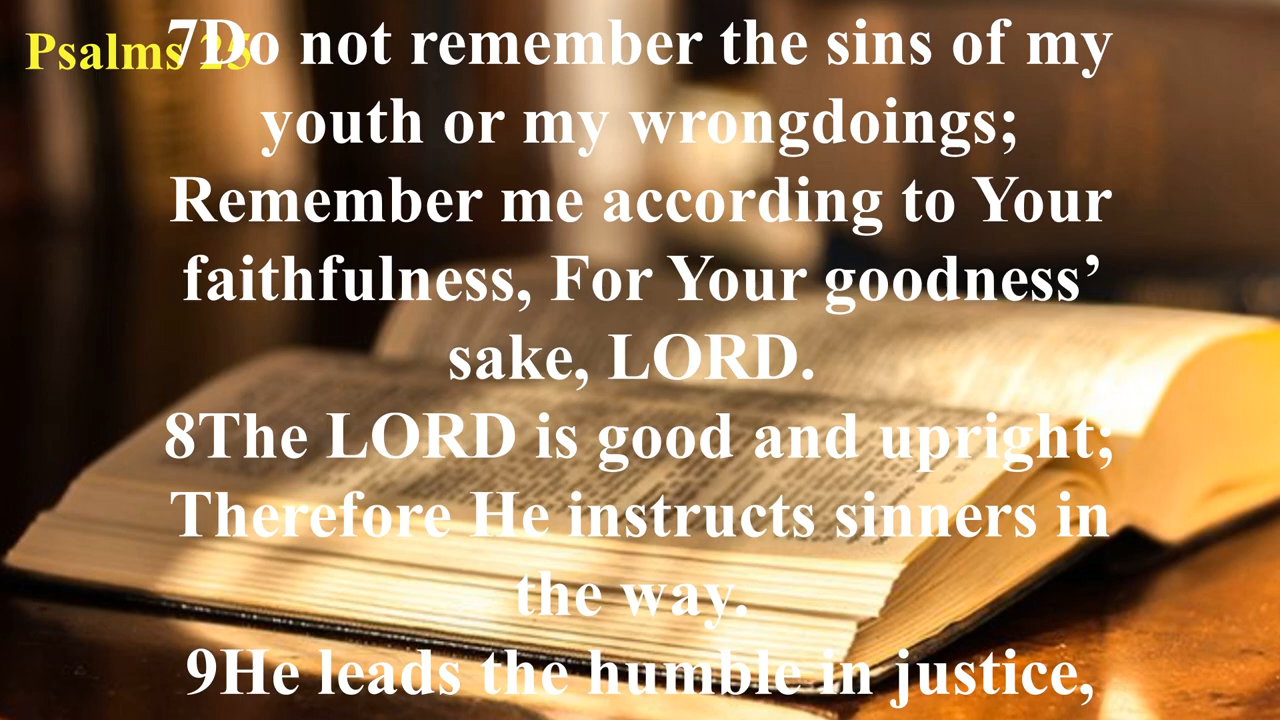 Psalms 25
7Do not remember the sins of my
youth or my wrongdoings;
Remember me according to Your
faithfulness, For Your goodness’
sake, LORD.
8The LORD is good and upright;
Therefore He instructs sinners in
the way.
9He leads the humble in justice,